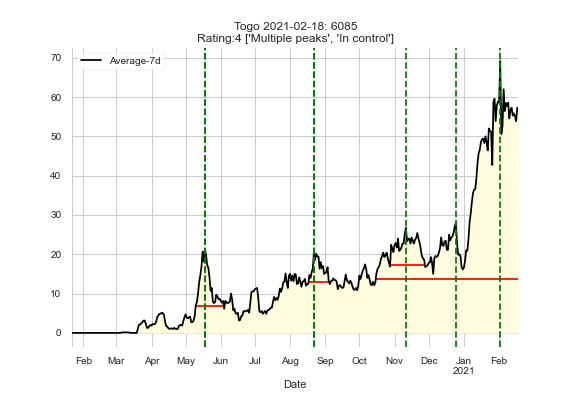 Togo 2021-02-18: 6085
Rating:4 ['Multiple peaks', 'In control']
Average-7d
70
60
50
40
30
20
10
0
Feb Mar Apr May Jun Jul Aug Sep Oct Nov Dec Jan Feb
2021
Date